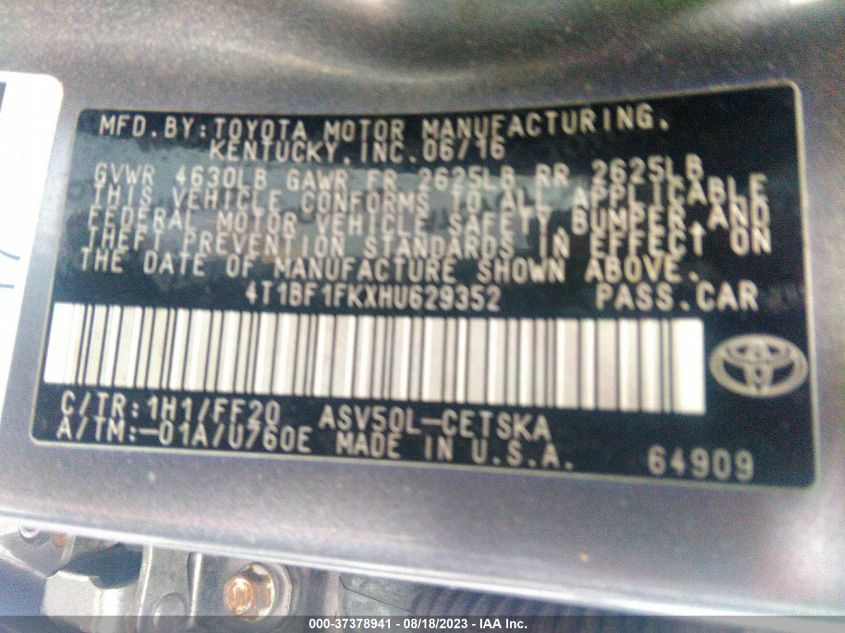 MFD.BY:TOYOTA MOTOR MANUFACTURING.
KENTUCKY,INC.06/16
GVWR 4630LB GAWR FR 2625LB RR 2625LB
THIS VEHICLE CONFORMS TO ALL APPLICABLE
FEDERAL MOTOR VEHICLE SAFETY,BUMPER,AND
THEFT PREVENTION STANDARDS IN EFFECT ON
THE DATE OF MANUFACTURE SHOWN ABOVE.
4T1BF1FKXHU629352 PASS.CAR
C/TR:1H1/FF20 ASV50L-CETSKA
A/TM:-01A/U760E MADE IN U.S.A.
64909
000-37378941 - 08/18/2023 - IAA Inc.